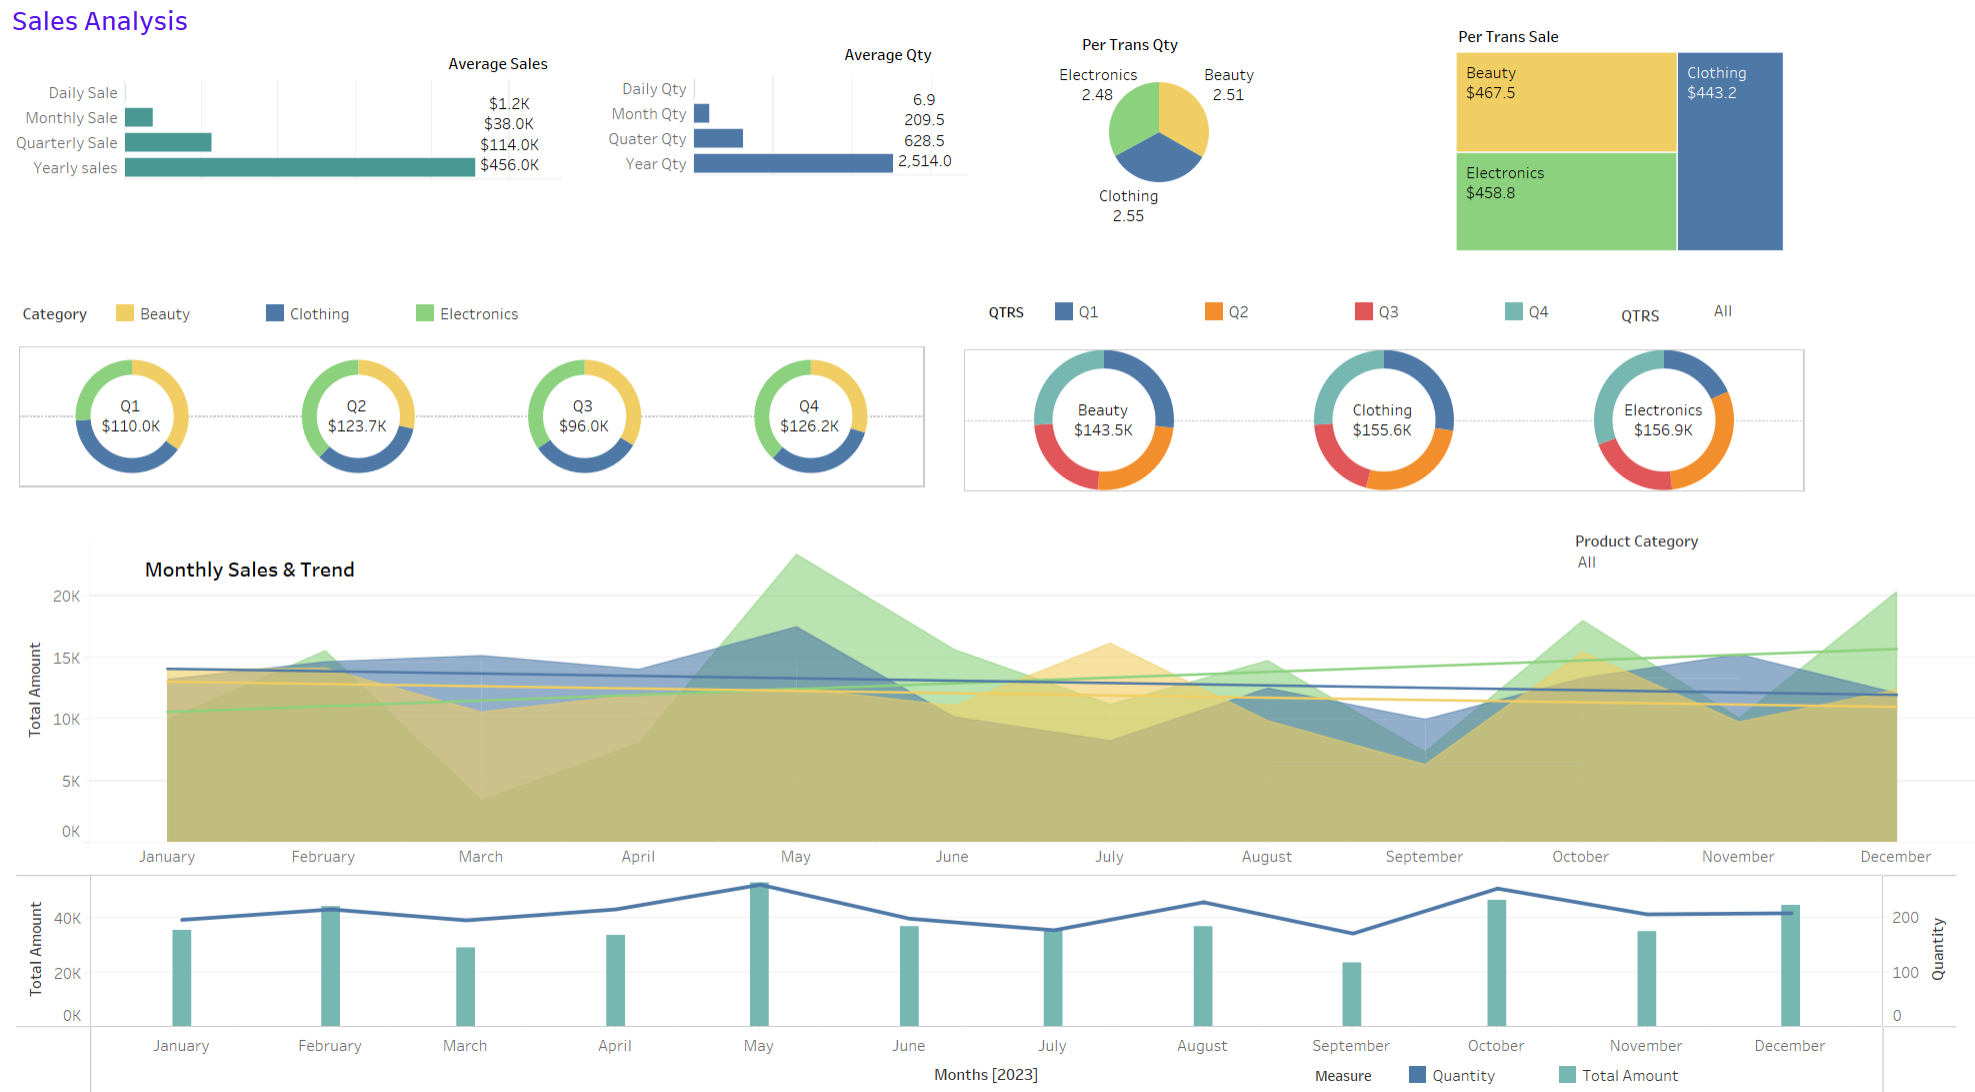 Sales Analysis
Average Sales
Daily Sale
Monthly Sale
Quarterly Sale
Yearly sales
$1.2K
$38.0K
$114.0K
$456.0K
Average Qty
Daily Qty
Month Qty
Quater Qty
Year Qty
6.9
209.5
628.5
2,514.0
Per Trans Qty
Electronics
2.48
Beauty
2.51
Clothing
2.55
Per Trans Sale
Beauty
$467.5
Clothing
$443.2
Electronics
$458.8
Category Beauty Clothing Electronics
QTRS Q1 Q2 Q3 Q4 QTRS All
Q1
$110.0K
Q2
$123.7K
Q3
$96.0K
Q4
$126.2K
Beauty
$143.5K
Clothing
$155.6K
Electronics
$156.9K
Product Category
All
Monthly Sales & Trend
Total Amount
20K
15K
10K
5K
0K
January February March April May June July August September October November December
Total Amount
40K
20K
0K
200
100
0
Quantity
January February March April May June July August September October November December
Months [2023]
Measure Quantity Total Amount